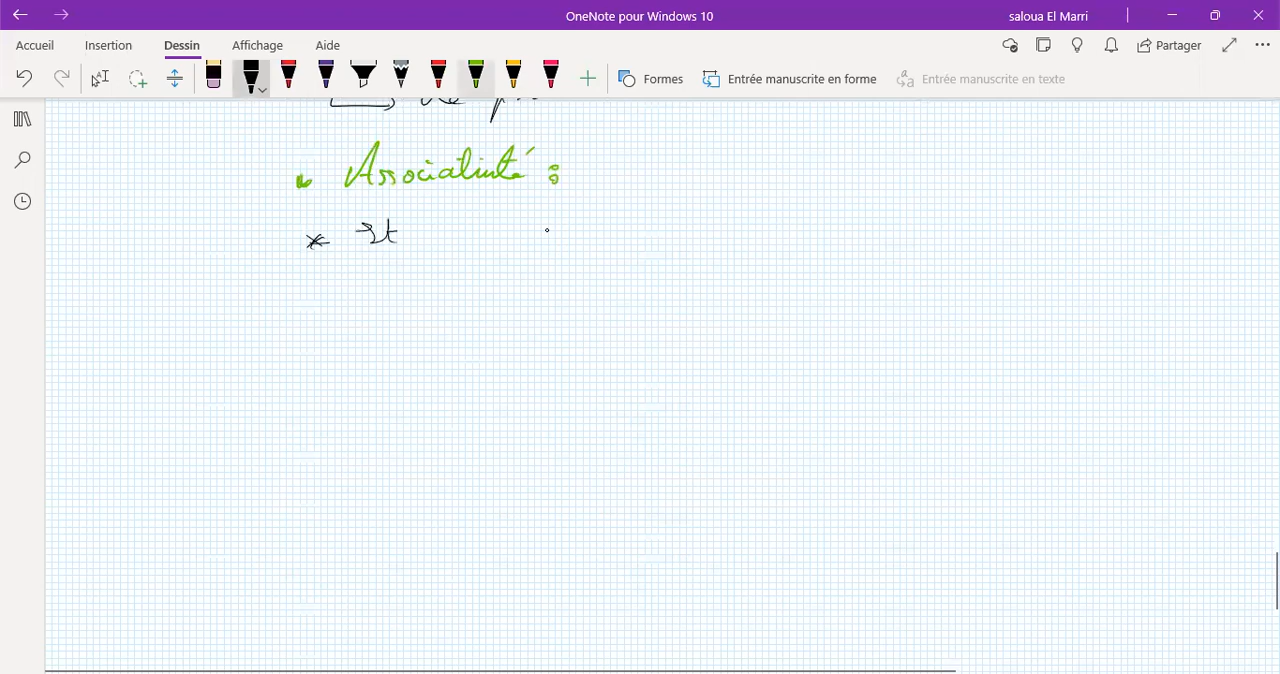 OneNote pour Windows 10
saloua El Marri
Accueil Insertion Dessin Affichage Aide
Partager
Formes Entrée manuscrite en forme Entrée manuscrite en texte
Associativité :
*